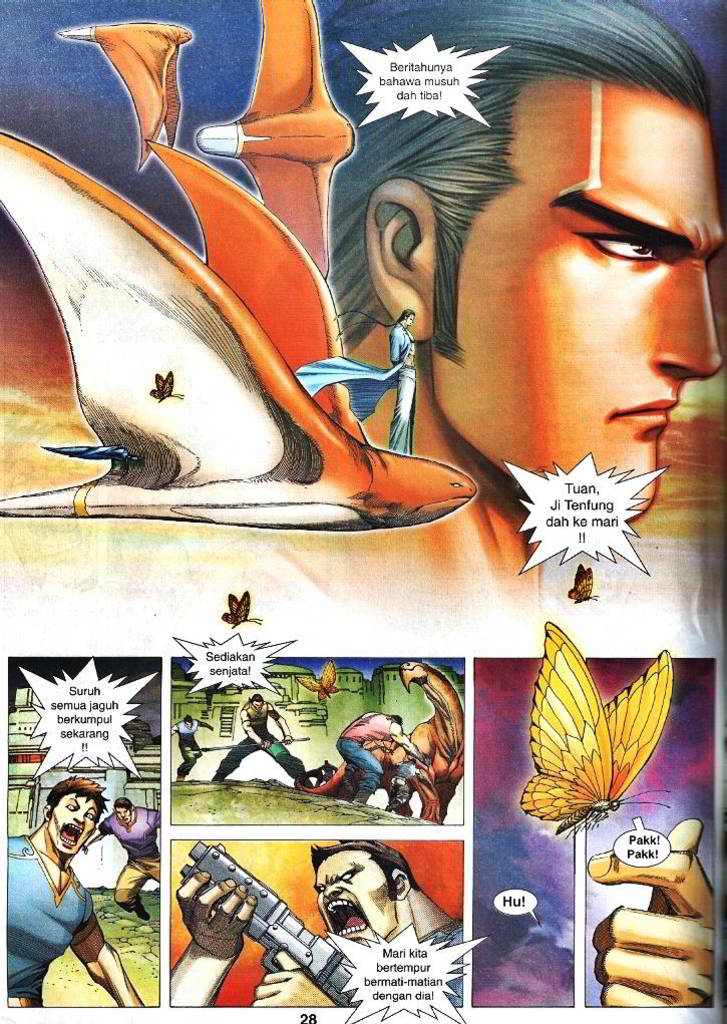 Beritahunya
bahawa musuh
dah tiba!
Tuan,
Ji Tenfung
dah ke mari
!!
Suruh
semua jaguh
berkumpul
sekarang
!!
Sediakan
senjata!
Mari kita
bertempur
bermati-matian
dengan dia!
Hu!
Pakk!
Pakk!
28